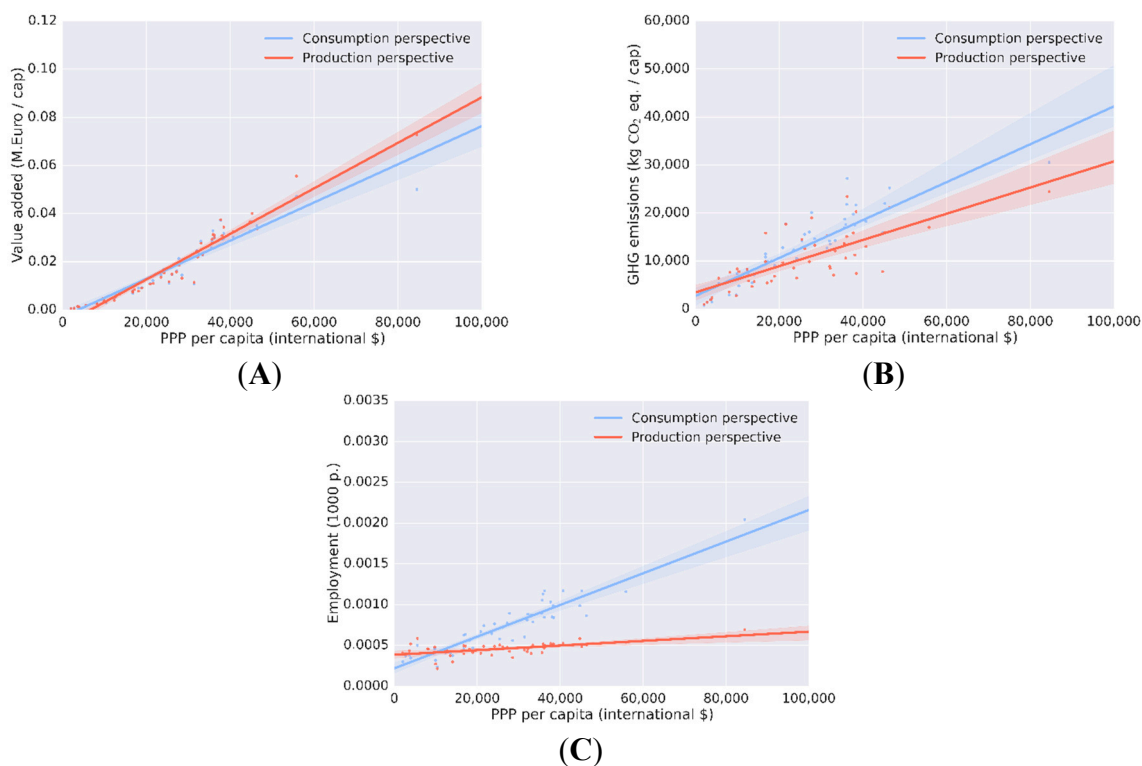 Value added (M.Euro / cap)
0.12
0.10
0.08
0.06
0.04
0.02
0.00
Consumption perspective
Production perspective
0 20,000 40,000 60,000 80,000 100,000
PPP per capita (international $)
(A)
GHG emissions (kg CO₂ eq. / cap)
60,000
50,000
40,000
30,000
20,000
10,000
0
Consumption perspective
Production perspective
0 20,000 40,000 60,000 80,000 100,000
PPP per capita (international $)
(B)
Employment (1000 p.)
0.0035
0.0030
0.0025
0.0020
0.0015
0.0010
0.0005
0.0000
Consumption perspective
Production perspective
0 20,000 40,000 60,000 80,000 100,000
PPP per capita (international $)
(C)